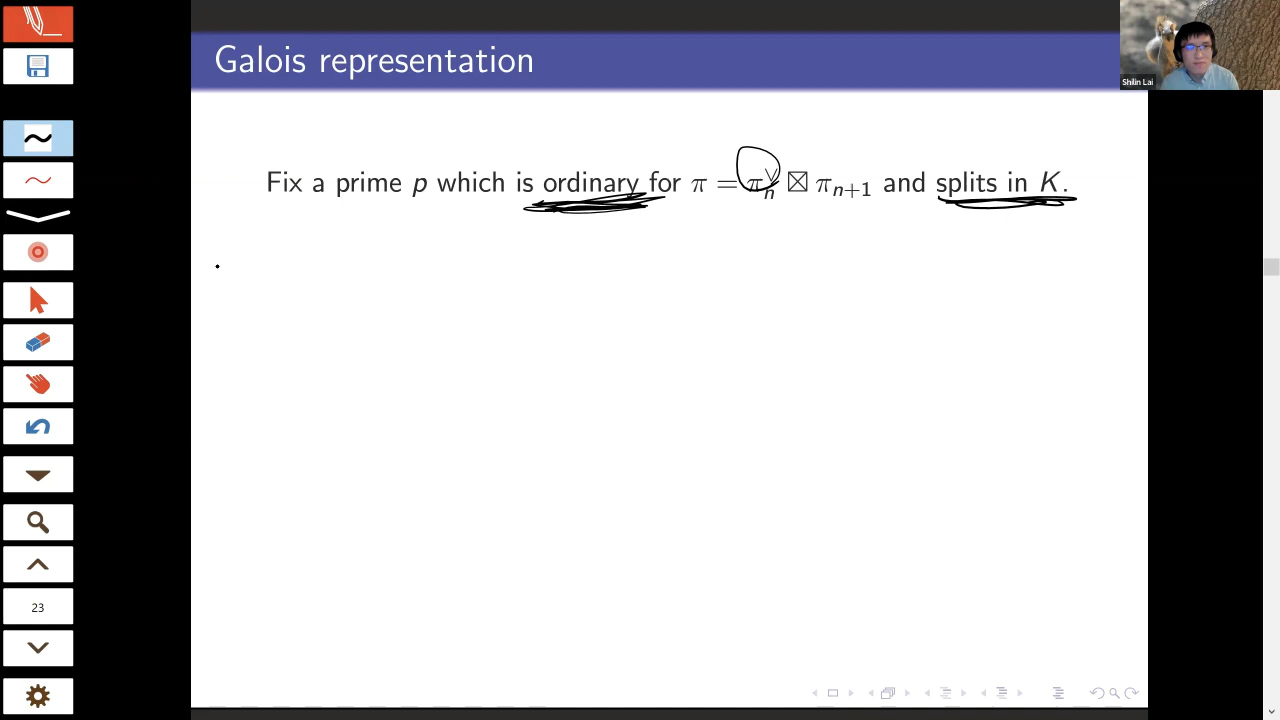 Galois representation
Shilin Lai
Fix a prime p which is ordinary for π = π_n^∨ ⊠ π_{n+1} and splits in K.
23